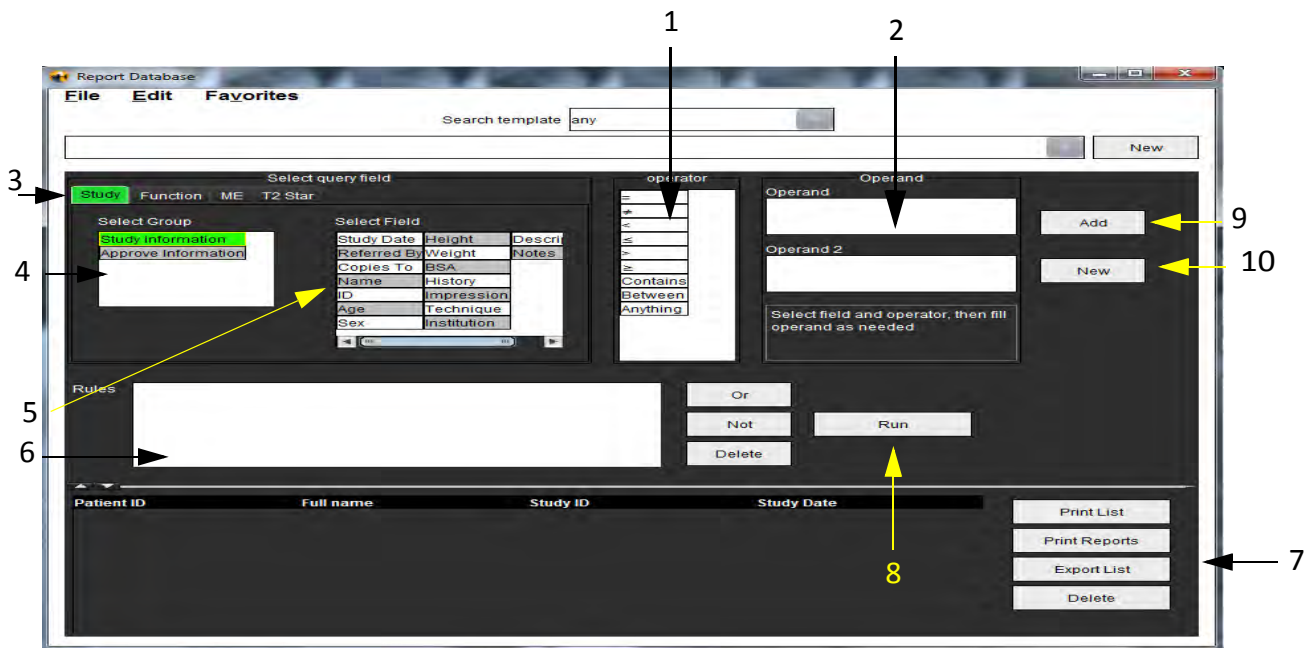 1
2
Report Database
File Edit Favorites
Search template any
New
3
Select query field
operator
Operand
Study Function ME T2 Star
Select Group
Study Information
Approve Information
4
Select Field
Study Date Height Descri
Referred By Weight Notes
Copies To BSA
Name History
ID Impression
Age Technique
Sex Institution
5
=
≠
<
≤
>
≥
Contains
Between
Anything
Operand
Operand 2
Select field and operator, then fill
operand as needed
Add
9
New
10
Rules
6
Or
Not
Delete
Run
8
Patient ID Full name Study ID Study Date
Print List
Print Reports
Export List
Delete
7